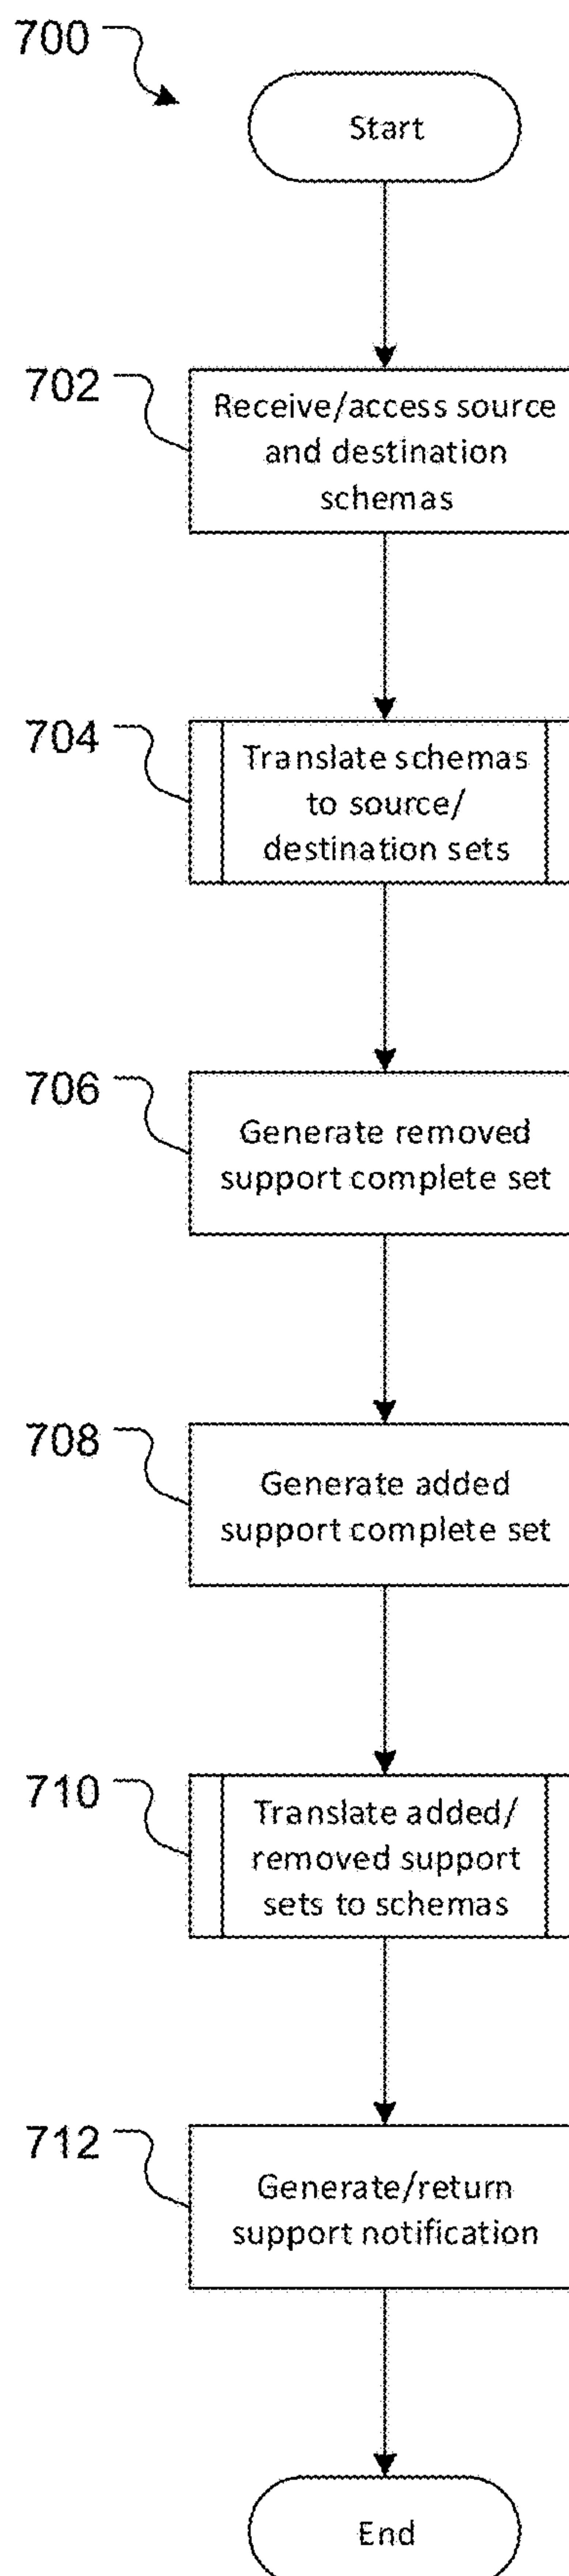 700
Start
702
Receive/access source
and destination
schemas
704
Translate schemas
to source/
destination sets
706
Generate removed
support complete set
708
Generate added
support complete set
710
Translate added/
removed support
sets to schemas
712
Generate/return
support notification
End